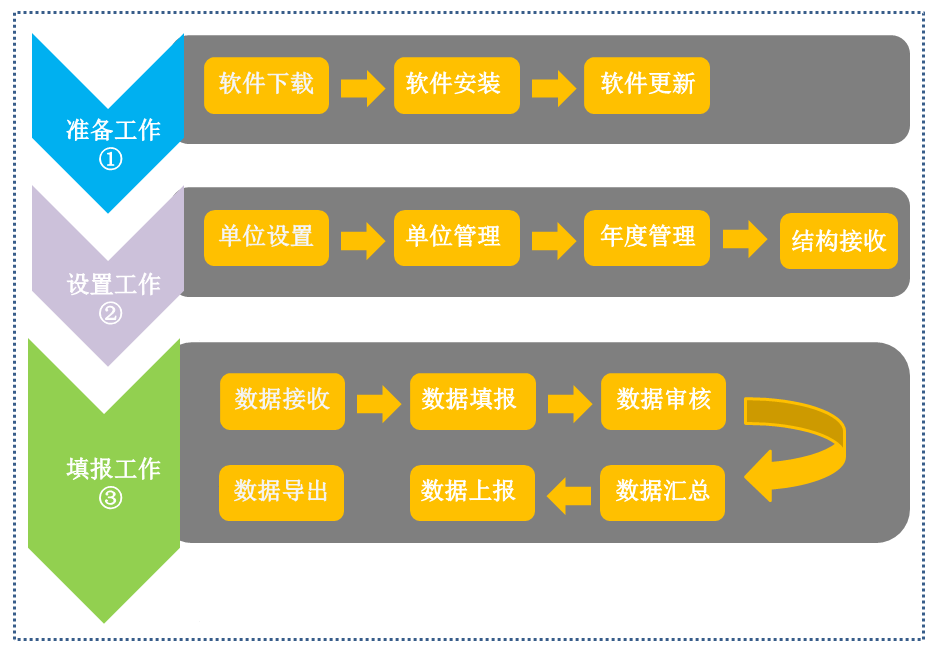 准备工作
①
软件下载
软件安装
软件更新
设置工作
②
单位设置
单位管理
年度管理
结构接收
填报工作
③
数据接收
数据填报
数据审核
数据汇总
数据上报
数据导出